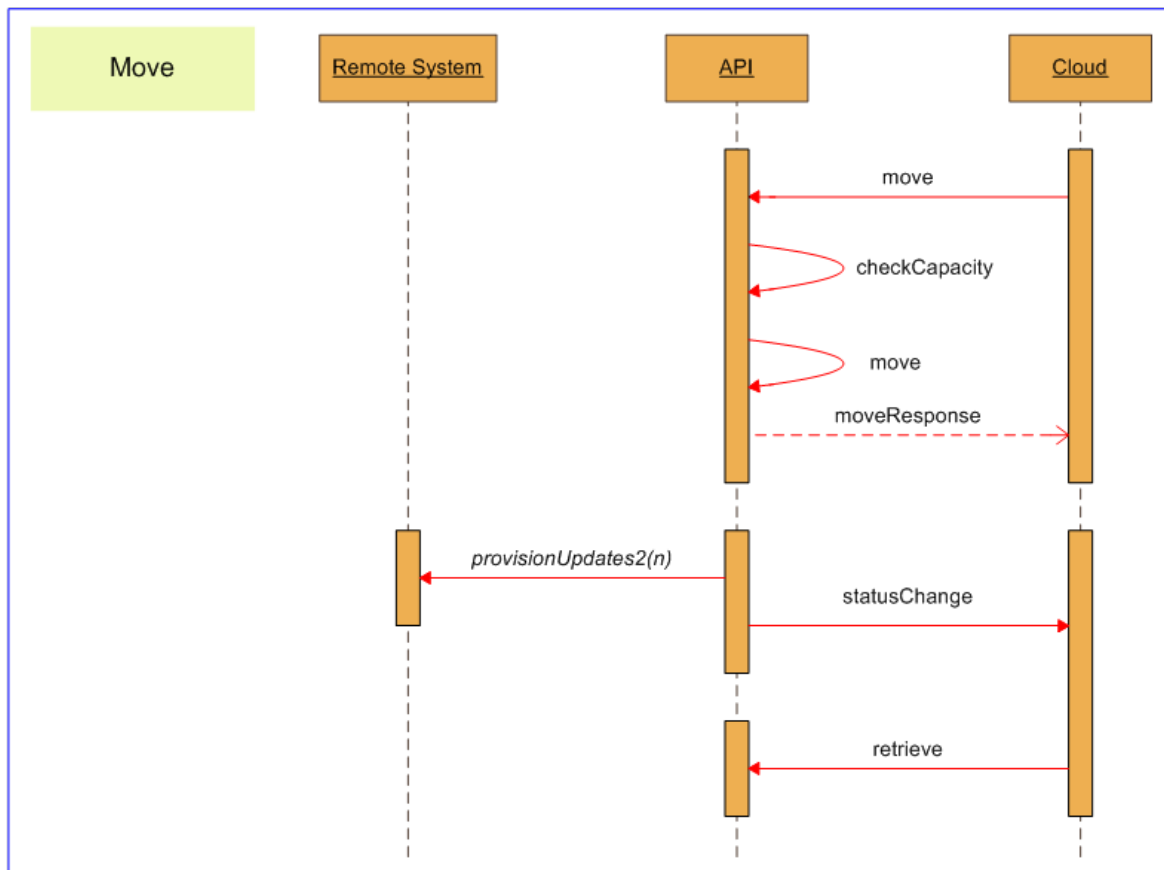 Move
Remote System
API
Cloud
move
checkCapacity
move
moveResponse
provisionUpdates2(n)
statusChange
retrieve